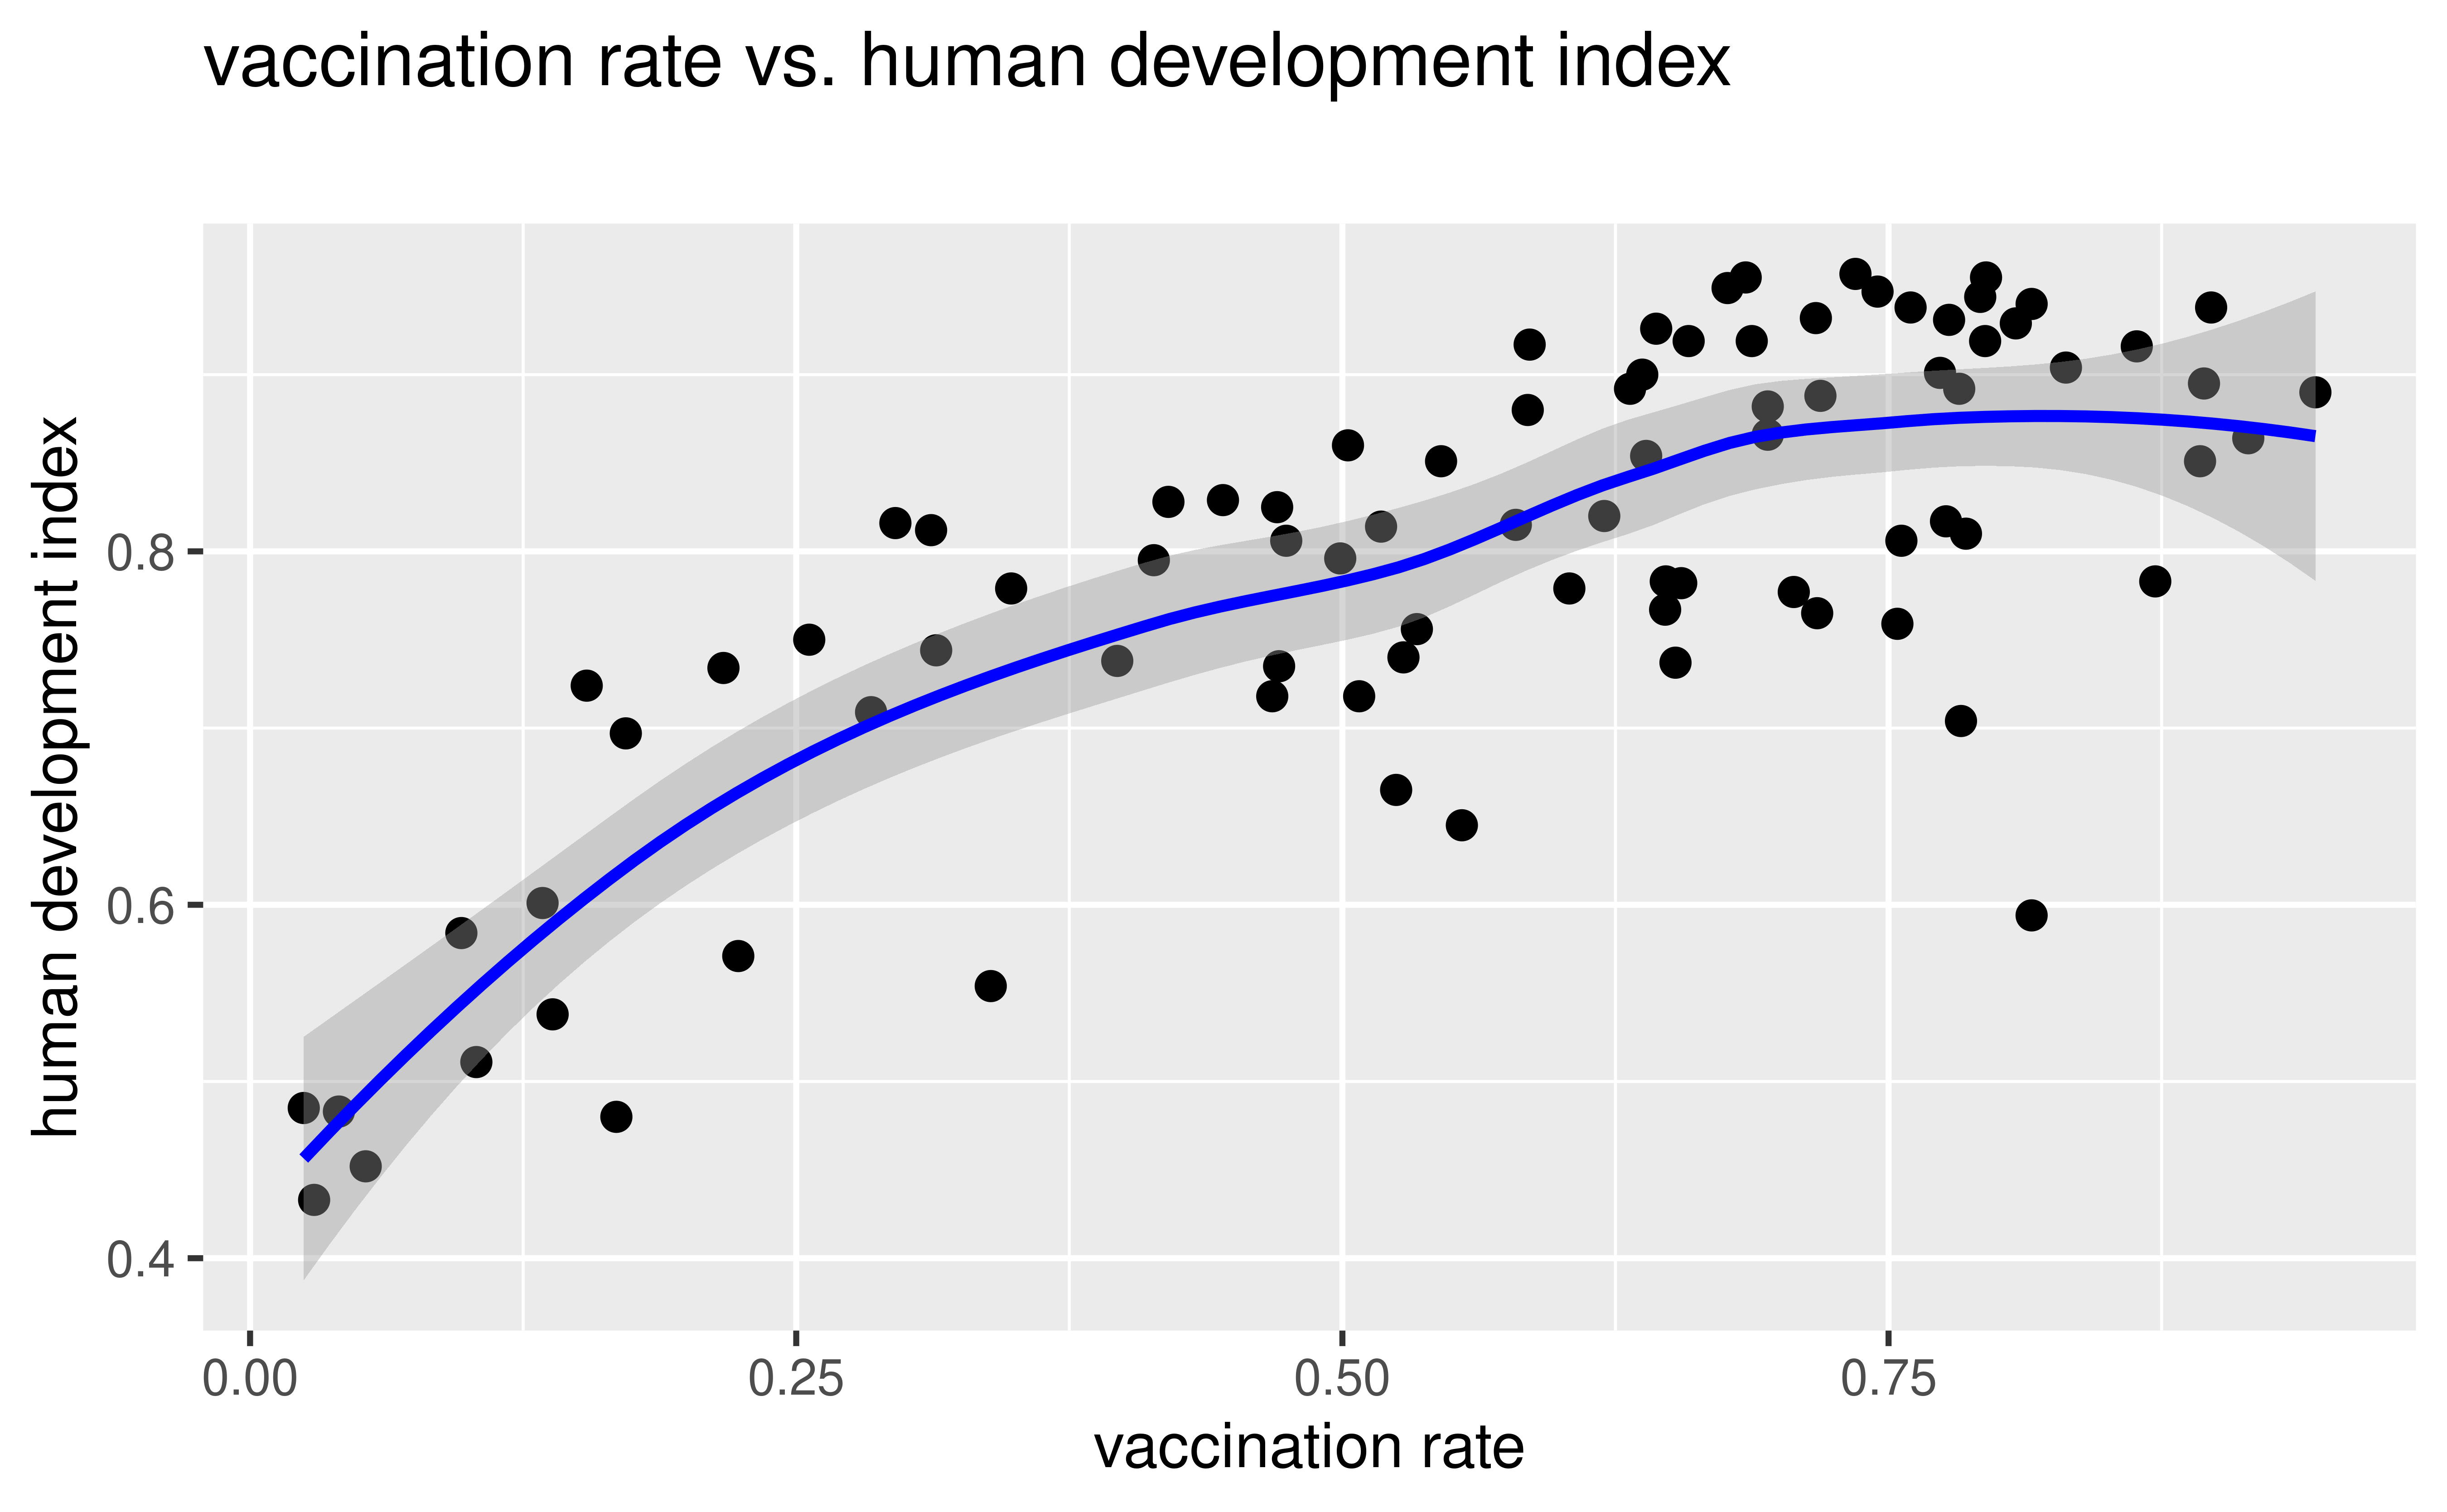 vaccination rate vs. human development index
human development index
0.8
0.6
0.4
0.00 0.25 0.50 0.75
vaccination rate